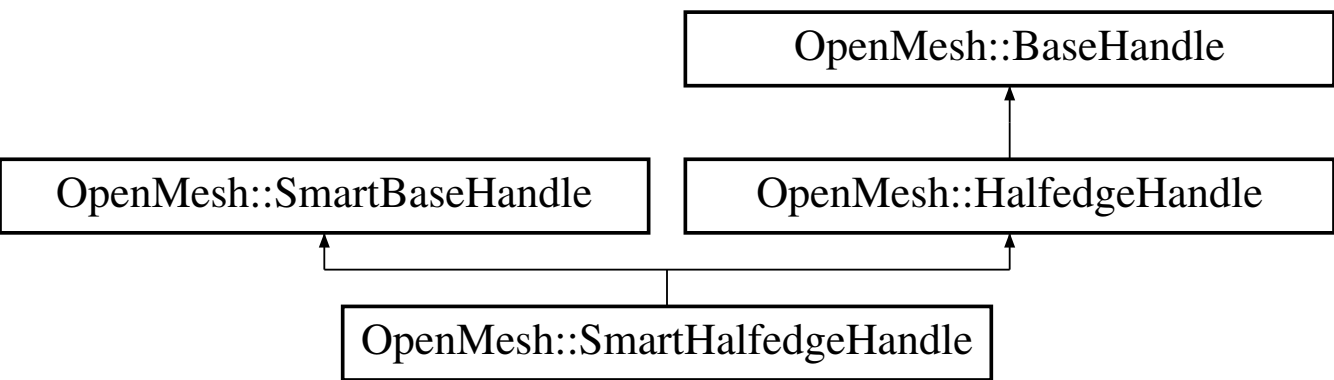 OpenMesh::BaseHandle
OpenMesh::SmartBaseHandle
OpenMesh::HalfedgeHandle
OpenMesh::SmartHalfedgeHandle